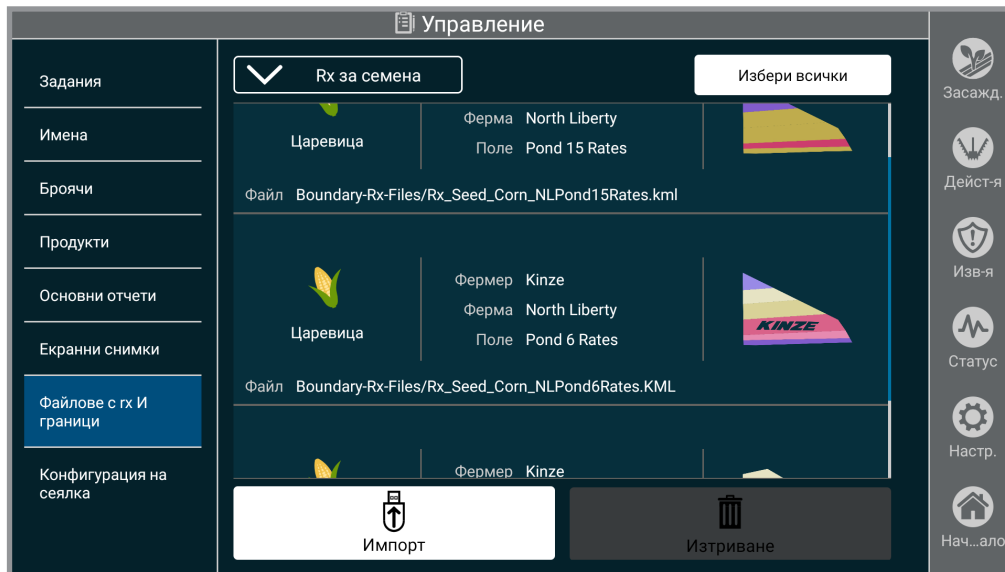 Управление
Задания
Имена
Броячи
Продукти
Основни отчети
Екранни снимки
Файлове с rx И
граници
Конфигурация на
сеялка
Rx за семена
Избери всички
Царевица
Ферма North Liberty
Поле Pond 15 Rates
Файл Boundary-Rx-Files/Rx_Seed_Corn_NLPond15Rates.kml
Царевица
Фермер Kinze
Ферма North Liberty
Поле Pond 6 Rates
KINZE
Файл Boundary-Rx-Files/Rx_Seed_Corn_NLPond6Rates.KML
Фермер Kinze
Импорт
Изтриване
Засажд.
Дейст-я
Изв-я
Статус
Настр.
Нач...ало